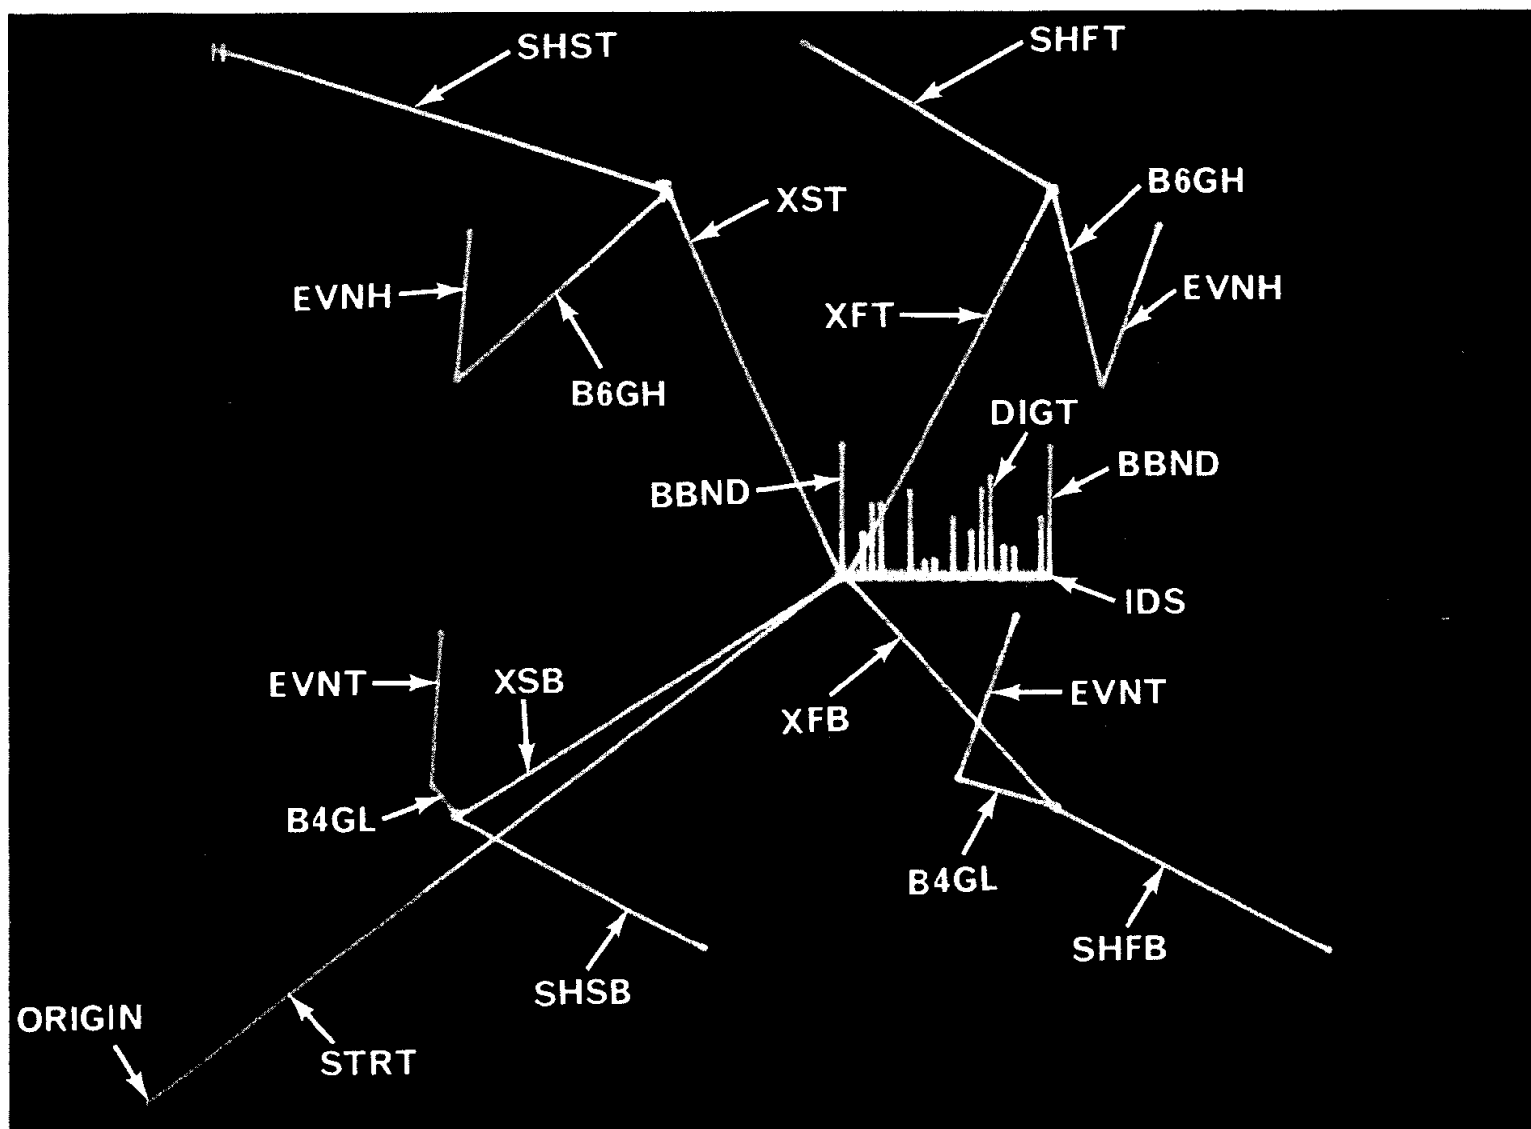 SHST
SHFT
B6GH
XST
EVNH
EVNH
XFT
B6GH
DIGT
BBND
BBND
IDS
EVNT
XSB
EVNT
XFB
B4GL
B4GL
SHFB
SHSB
ORIGIN
STRT